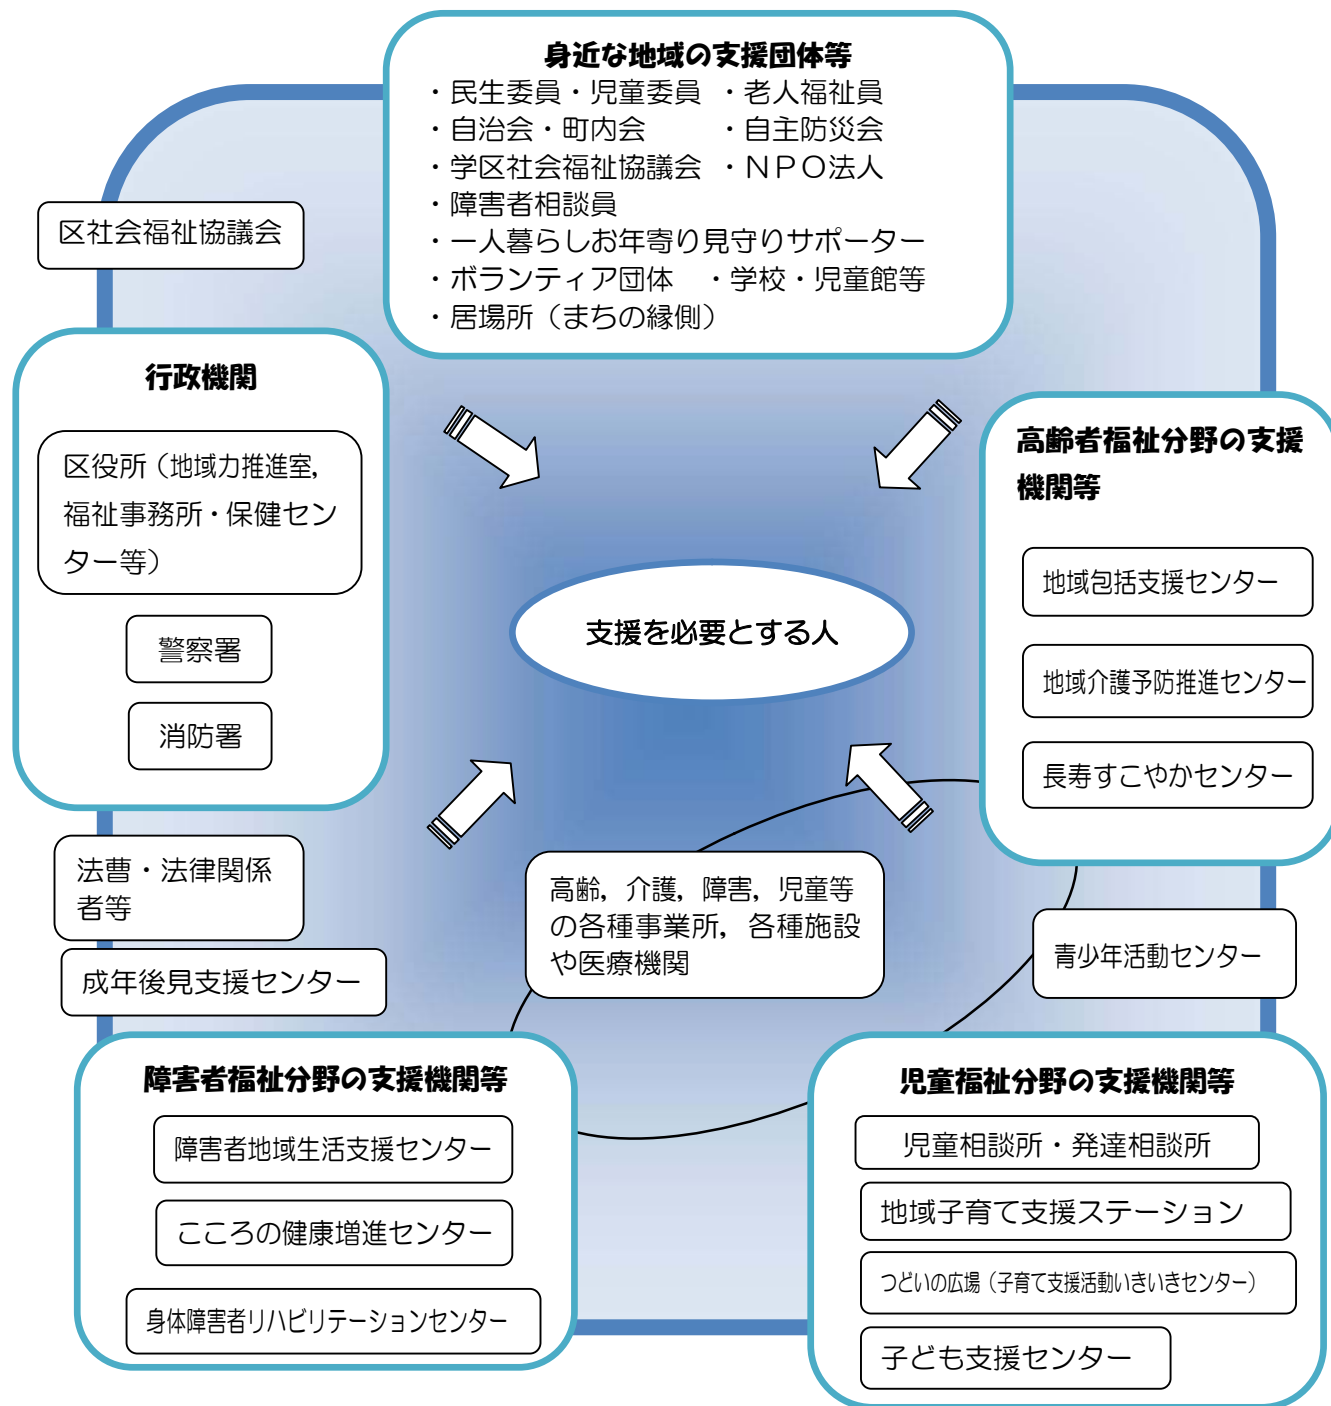 身近な地域の支援団体等
・民生委員・児童委員 ・老人福祉員
・自治会・町内会 ・自主防災会
・学区社会福祉協議会 ・NPO法人
・障害者相談員
・一人暮らしお年寄り見守りサポーター
・ボランティア団体 ・学校・児童館等
・居場所(まちの縁側)
区社会福祉協議会
行政機関
区役所(地域力推進室,
福祉事務所・保健セン
ター等)
警察署
消防署
高齢者福祉分野の支援
機関等
地域包括支援センター
地域介護予防推進センター
長寿すこやかセンター
支援を必要とする人
法曹・法律関係
者等
成年後見支援センター
高齢,介護,障害,児童等
の各種事業所,各種施設
や医療機関
青少年活動センター
障害者福祉分野の支援機関等
障害者地域生活支援センター
こころの健康増進センター
身体障害者リハビリテーションセンター
児童福祉分野の支援機関等
児童相談所・発達相談所
地域子育て支援ステーション
つどいの広場(子育て支援活動いきいきセンター)
子ども支援センター